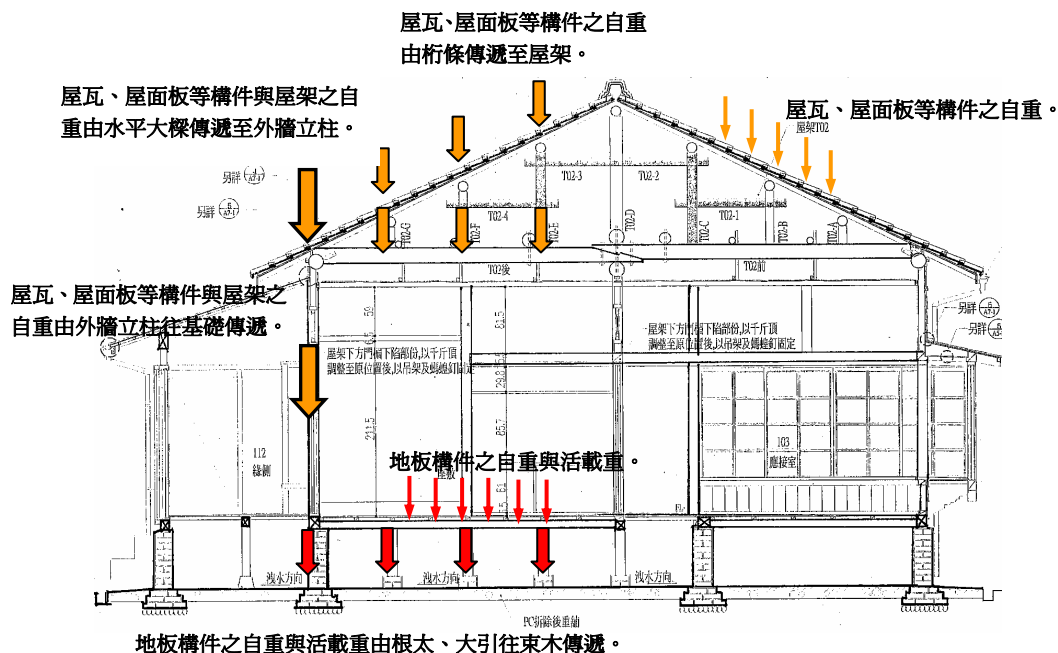 屋瓦、屋面板等構件之自重
由桁條傳遞至屋架。
屋瓦、屋面板等構件與屋架之自
重由水平大樑傳遞至外牆立柱。
屋瓦、屋面板等構件之自重。
屋架T02
另詳
另詳
T02-3
T02-2
T02-4
T02-1
T02-G
T02-F
T02-E
T02-D
T02-C
T02-B
T02-A
T02後
T02前
屋瓦、屋面板等構件與屋架之
自重由外牆立柱往基礎傳遞。
另詳
另詳
59
81.5
屋架下方門楣下陷部份,以千斤頂
調整至原位置後,以吊架及螞蝗釘固定
屋架下方門楣下陷部份,以千斤頂
調整至原位置後,以吊架及螞蝗釘固定
211.5
85.7
112
緣側
103
應接室
地板構件之自重與活載重。
座敷
61
洩水方向
洩水方向
洩水方向
PC拆除後重鋪
地板構件之自重與活載重由根太、大引往束木傳遞。